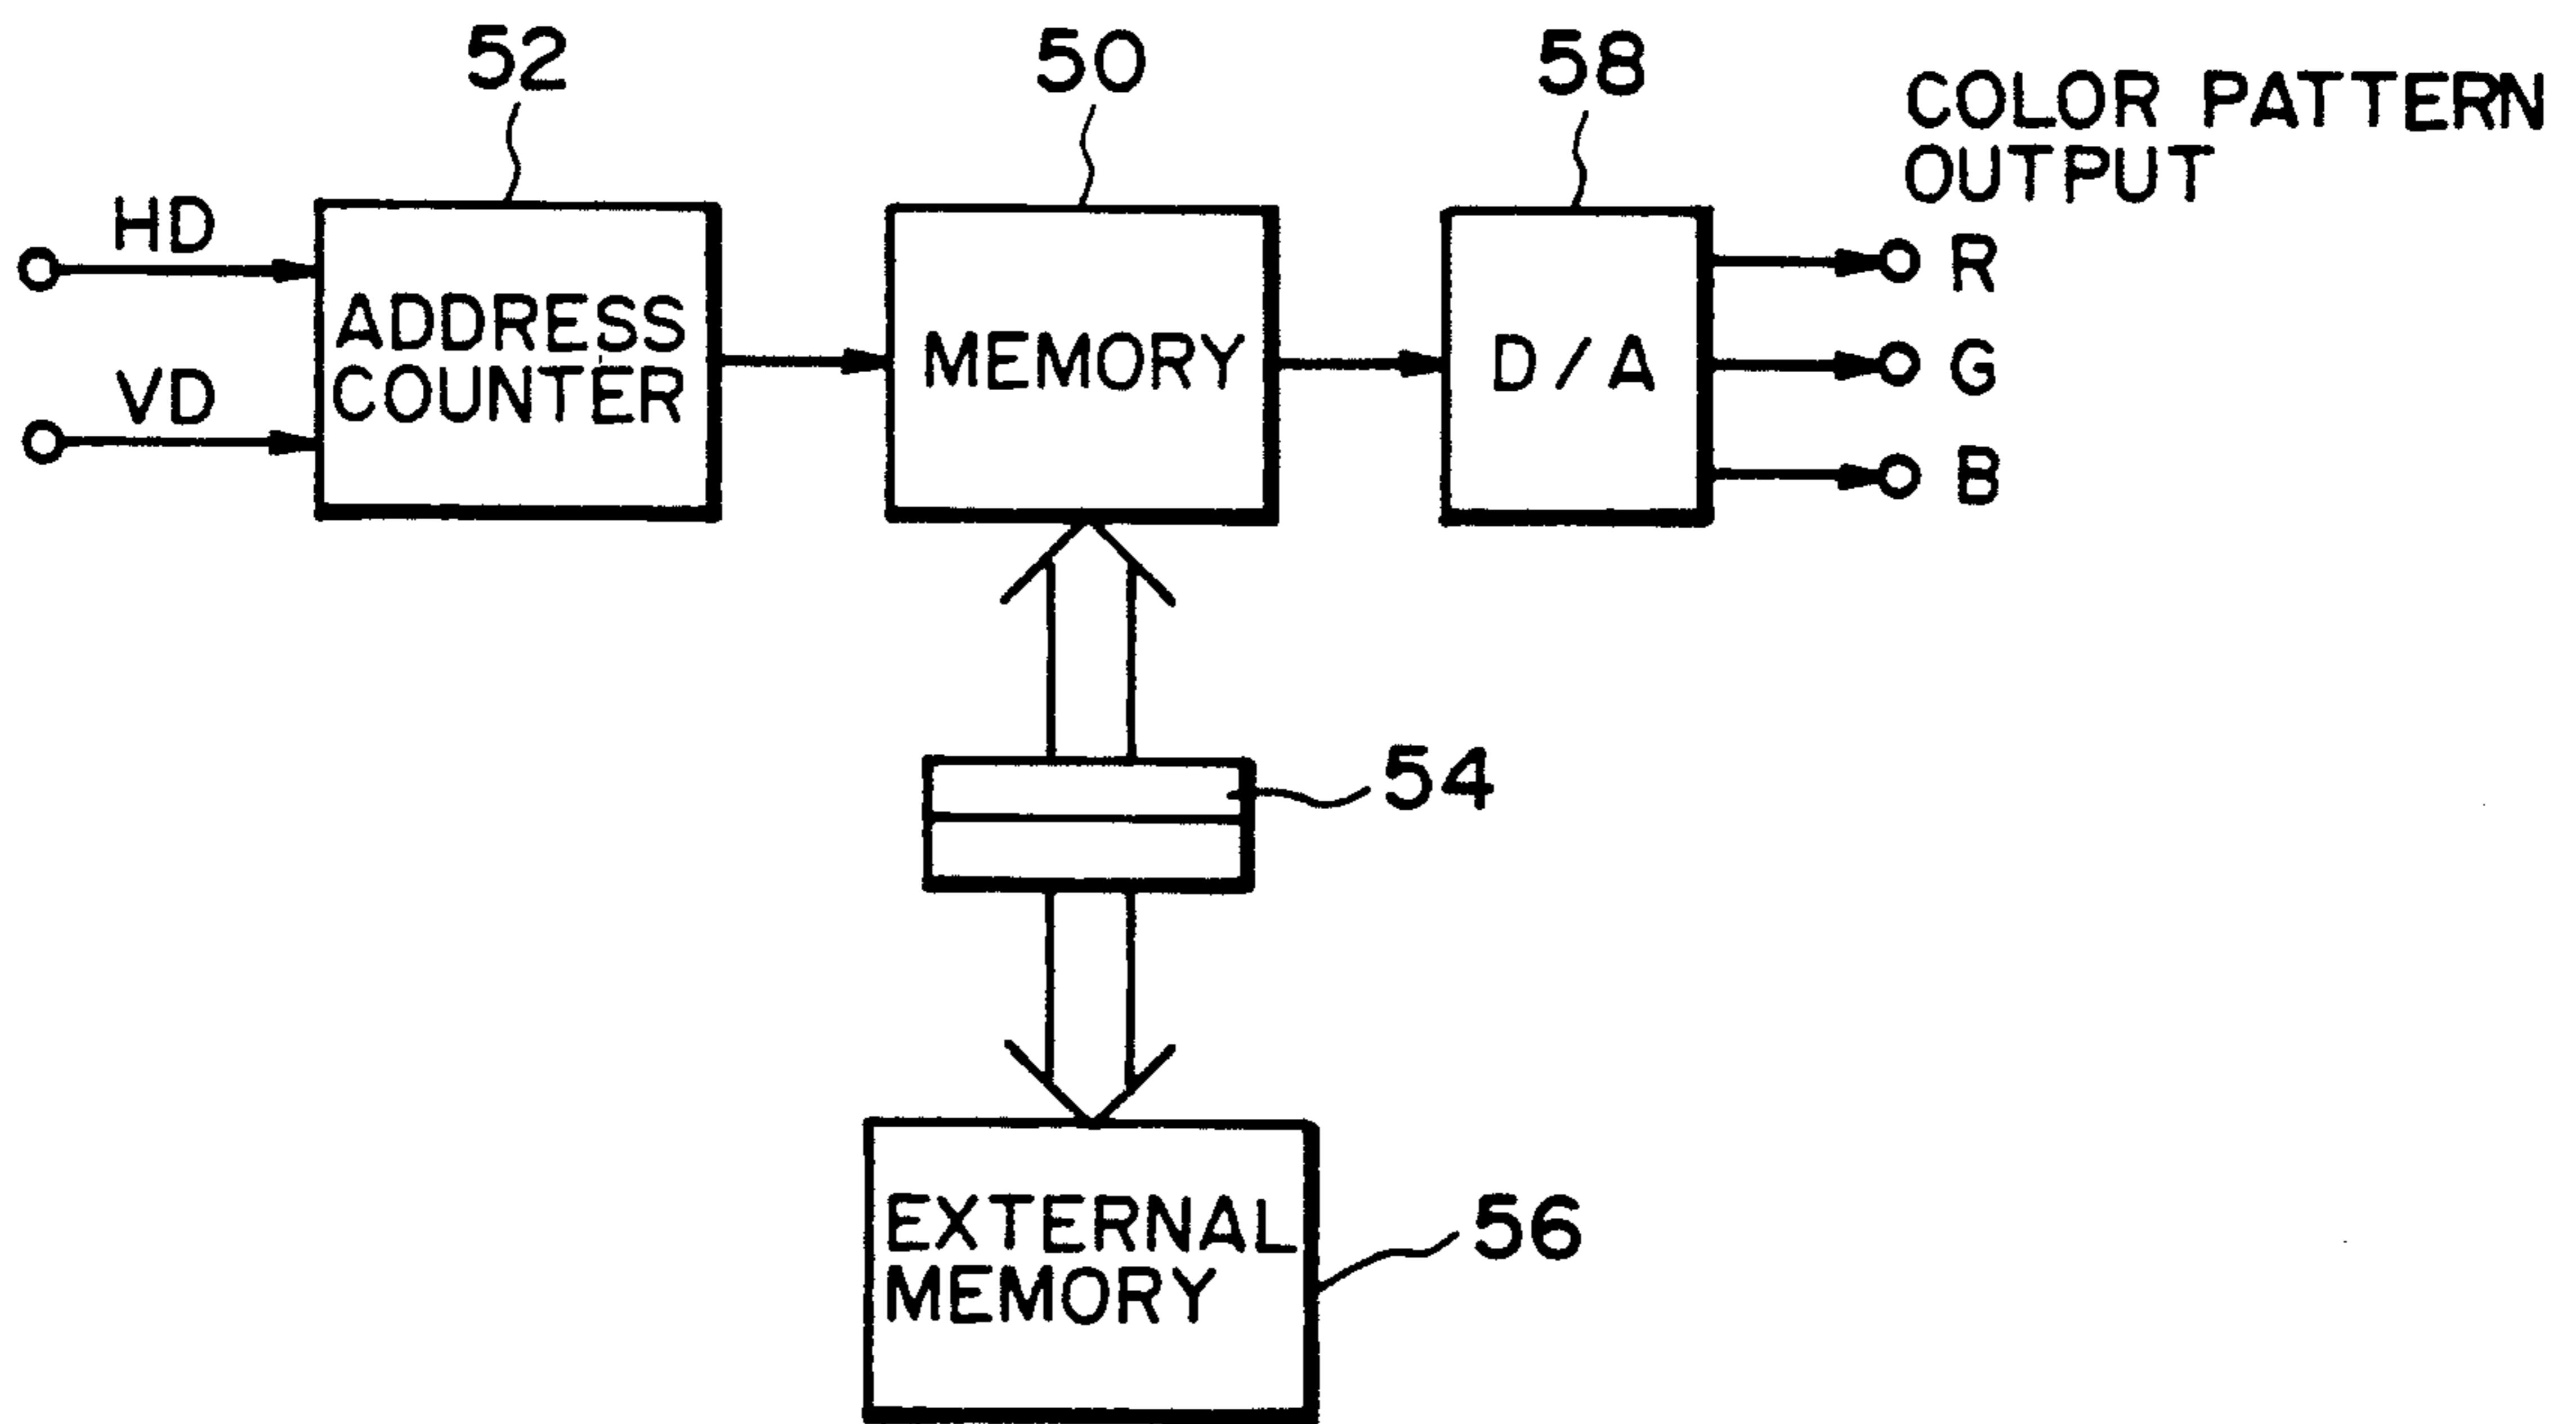 52
50
58
COLOR PATTERN
OUTPUT
HD
VD
ADDRESS
COUNTER
MEMORY
D/A
R
G
B
54
EXTERNAL
MEMORY
56